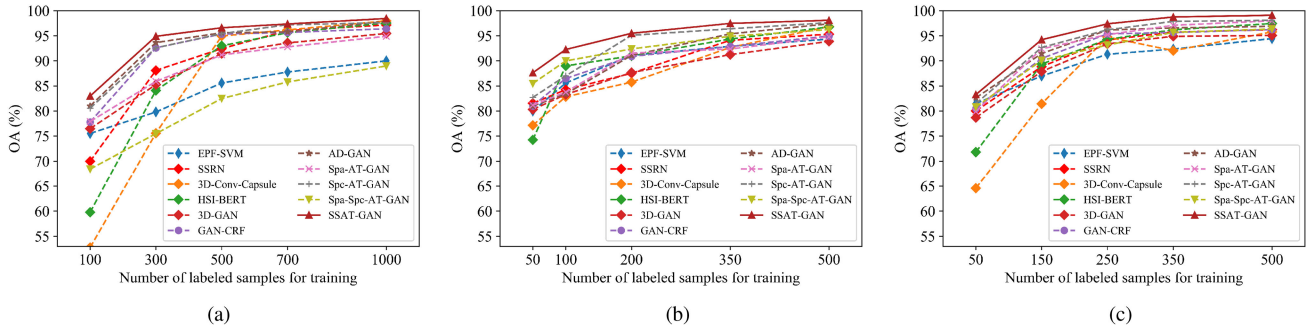 100
95
90
85
80
75
70
65
60
55
OA (%)
EPF-SVM
SSRN
3D-Conv-Capsule
HSI-BERT
3D-GAN
GAN-CRF
AD-GAN
Spa-AT-GAN
Spc-AT-GAN
Spa-Spc-AT-GAN
SSAT-GAN
100 300 500 700 1000
Number of labeled samples for training
(a)
100
95
90
85
80
75
70
65
60
55
OA (%)
EPF-SVM
SSRN
3D-Conv-Capsule
HSI-BERT
3D-GAN
GAN-CRF
AD-GAN
Spa-AT-GAN
Spc-AT-GAN
Spa-Spc-AT-GAN
SSAT-GAN
50 100 200 350 500
Number of labeled samples for training
(b)
100
95
90
85
80
75
70
65
60
55
OA (%)
EPF-SVM
SSRN
3D-Conv-Capsule
HSI-BERT
3D-GAN
GAN-CRF
AD-GAN
Spa-AT-GAN
Spc-AT-GAN
Spa-Spc-AT-GAN
SSAT-GAN
50 150 250 350 500
Number of labeled samples for training
(c)